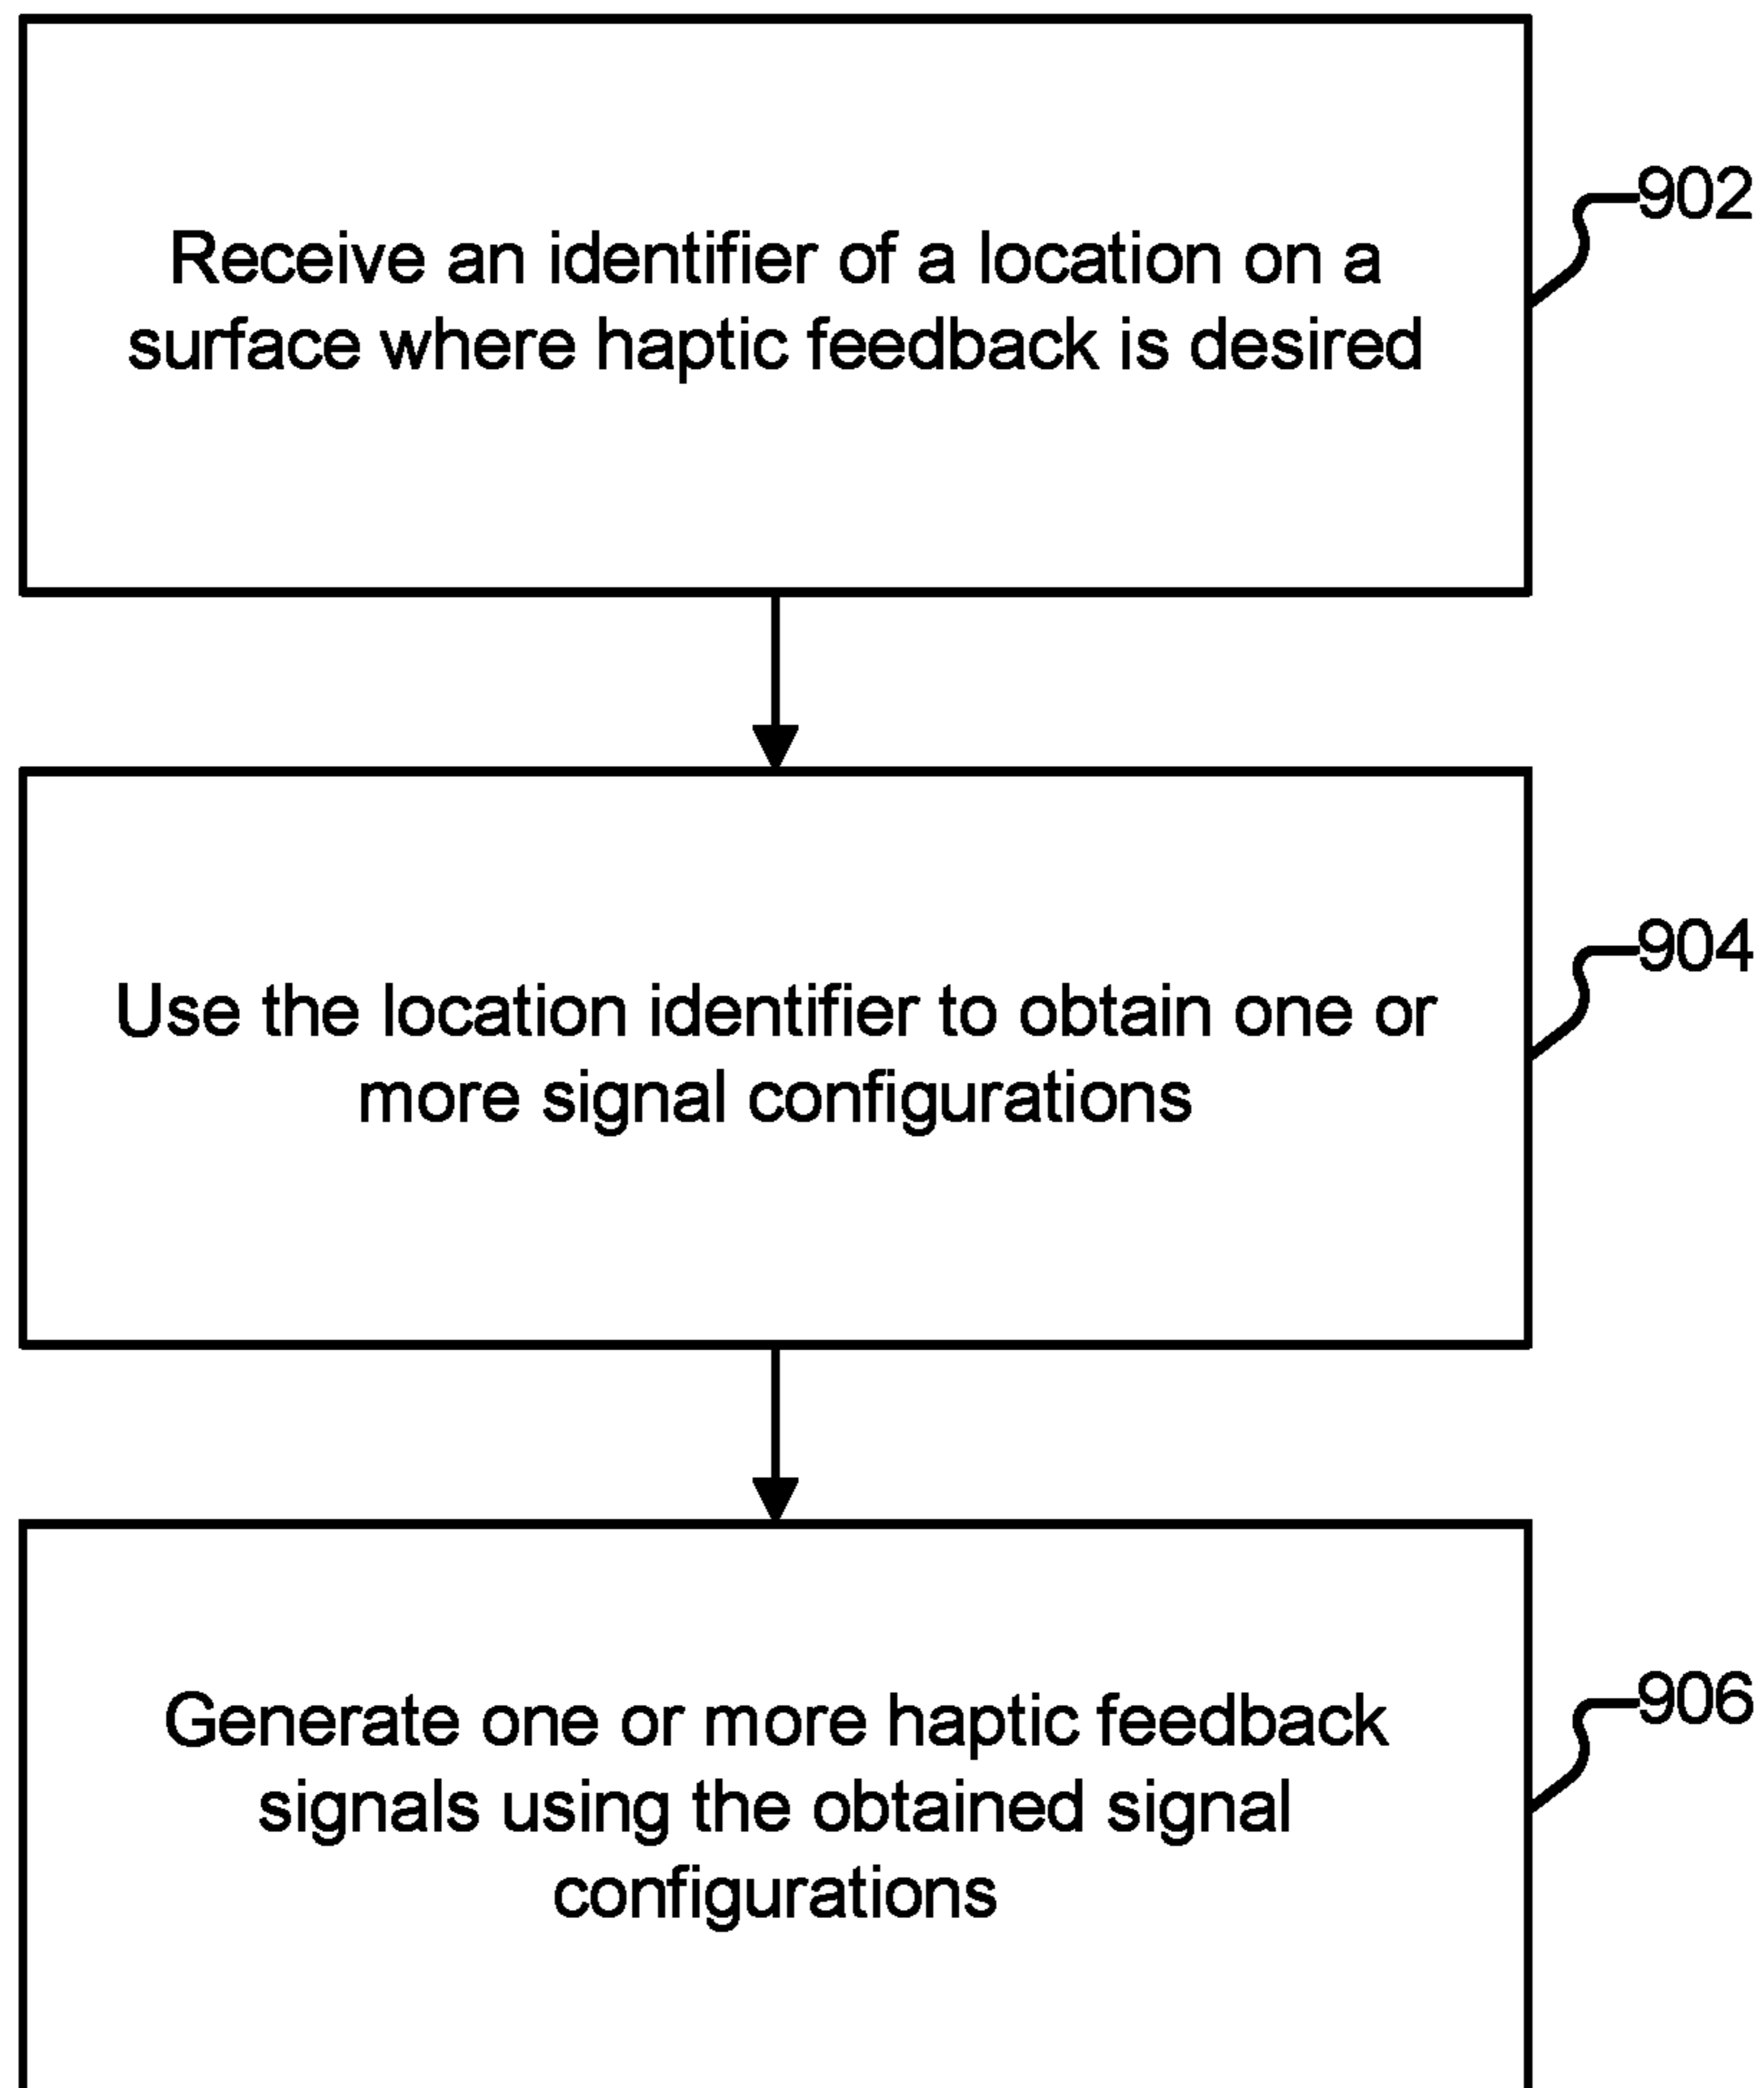 Receive an identifier of a location on a
surface where haptic feedback is desired
902
Use the location identifier to obtain one or
more signal configurations
904
Generate one or more haptic feedback
signals using the obtained signal
configurations
906